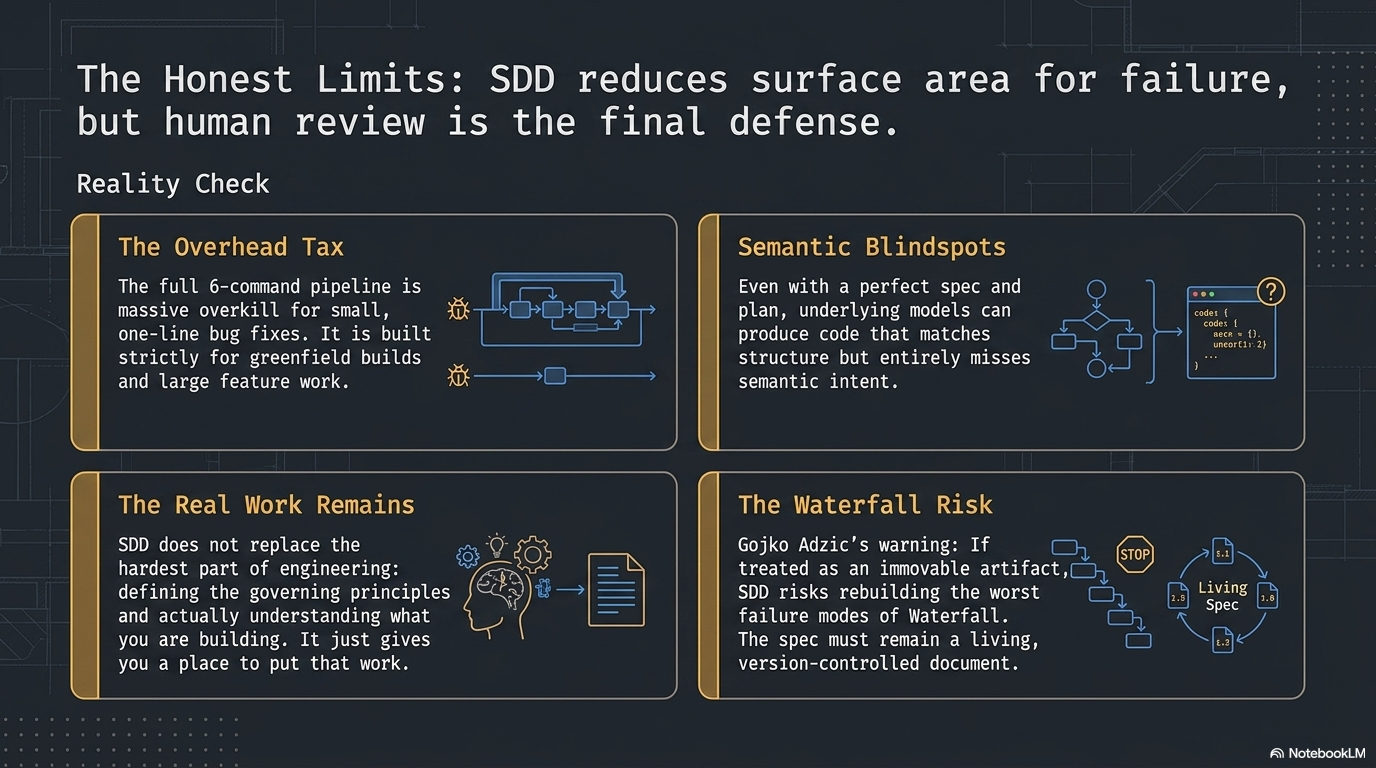 The Honest Limits: SDD reduces surface area for failure,
but human review is the final defense.
Reality Check
The Overhead Tax
The full 6-command pipeline is
massive overkill for small,
one-line bug fixes. It is built
strictly for greenfield builds
and large feature work.
Semantic Blindspots
Even with a perfect spec and
plan, underlying models can
produce code that matches
structure but entirely misses
semantic intent.
?
codes {
codes {
...
}
The Real Work Remains
SDD does not replace the
hardest part of engineering:
defining the governing principles
and actually understanding what
you are building. It just gives
you a place to put that work.
The Waterfall Risk
Gojko Adzic's warning: If
treated as an immovable artifact,
SDD risks rebuilding the worst
failure modes of Waterfall.
The spec must remain a living,
version-controlled document.
STOP
Living
Spec
NotebookLM